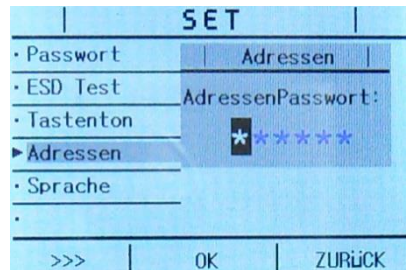 SET
· Passwort
· ESD Test
· Tastenton
▶ Adressen
· Sprache
·
Adressen
AdressenPasswort:
******
>>> OK ZURÜCK